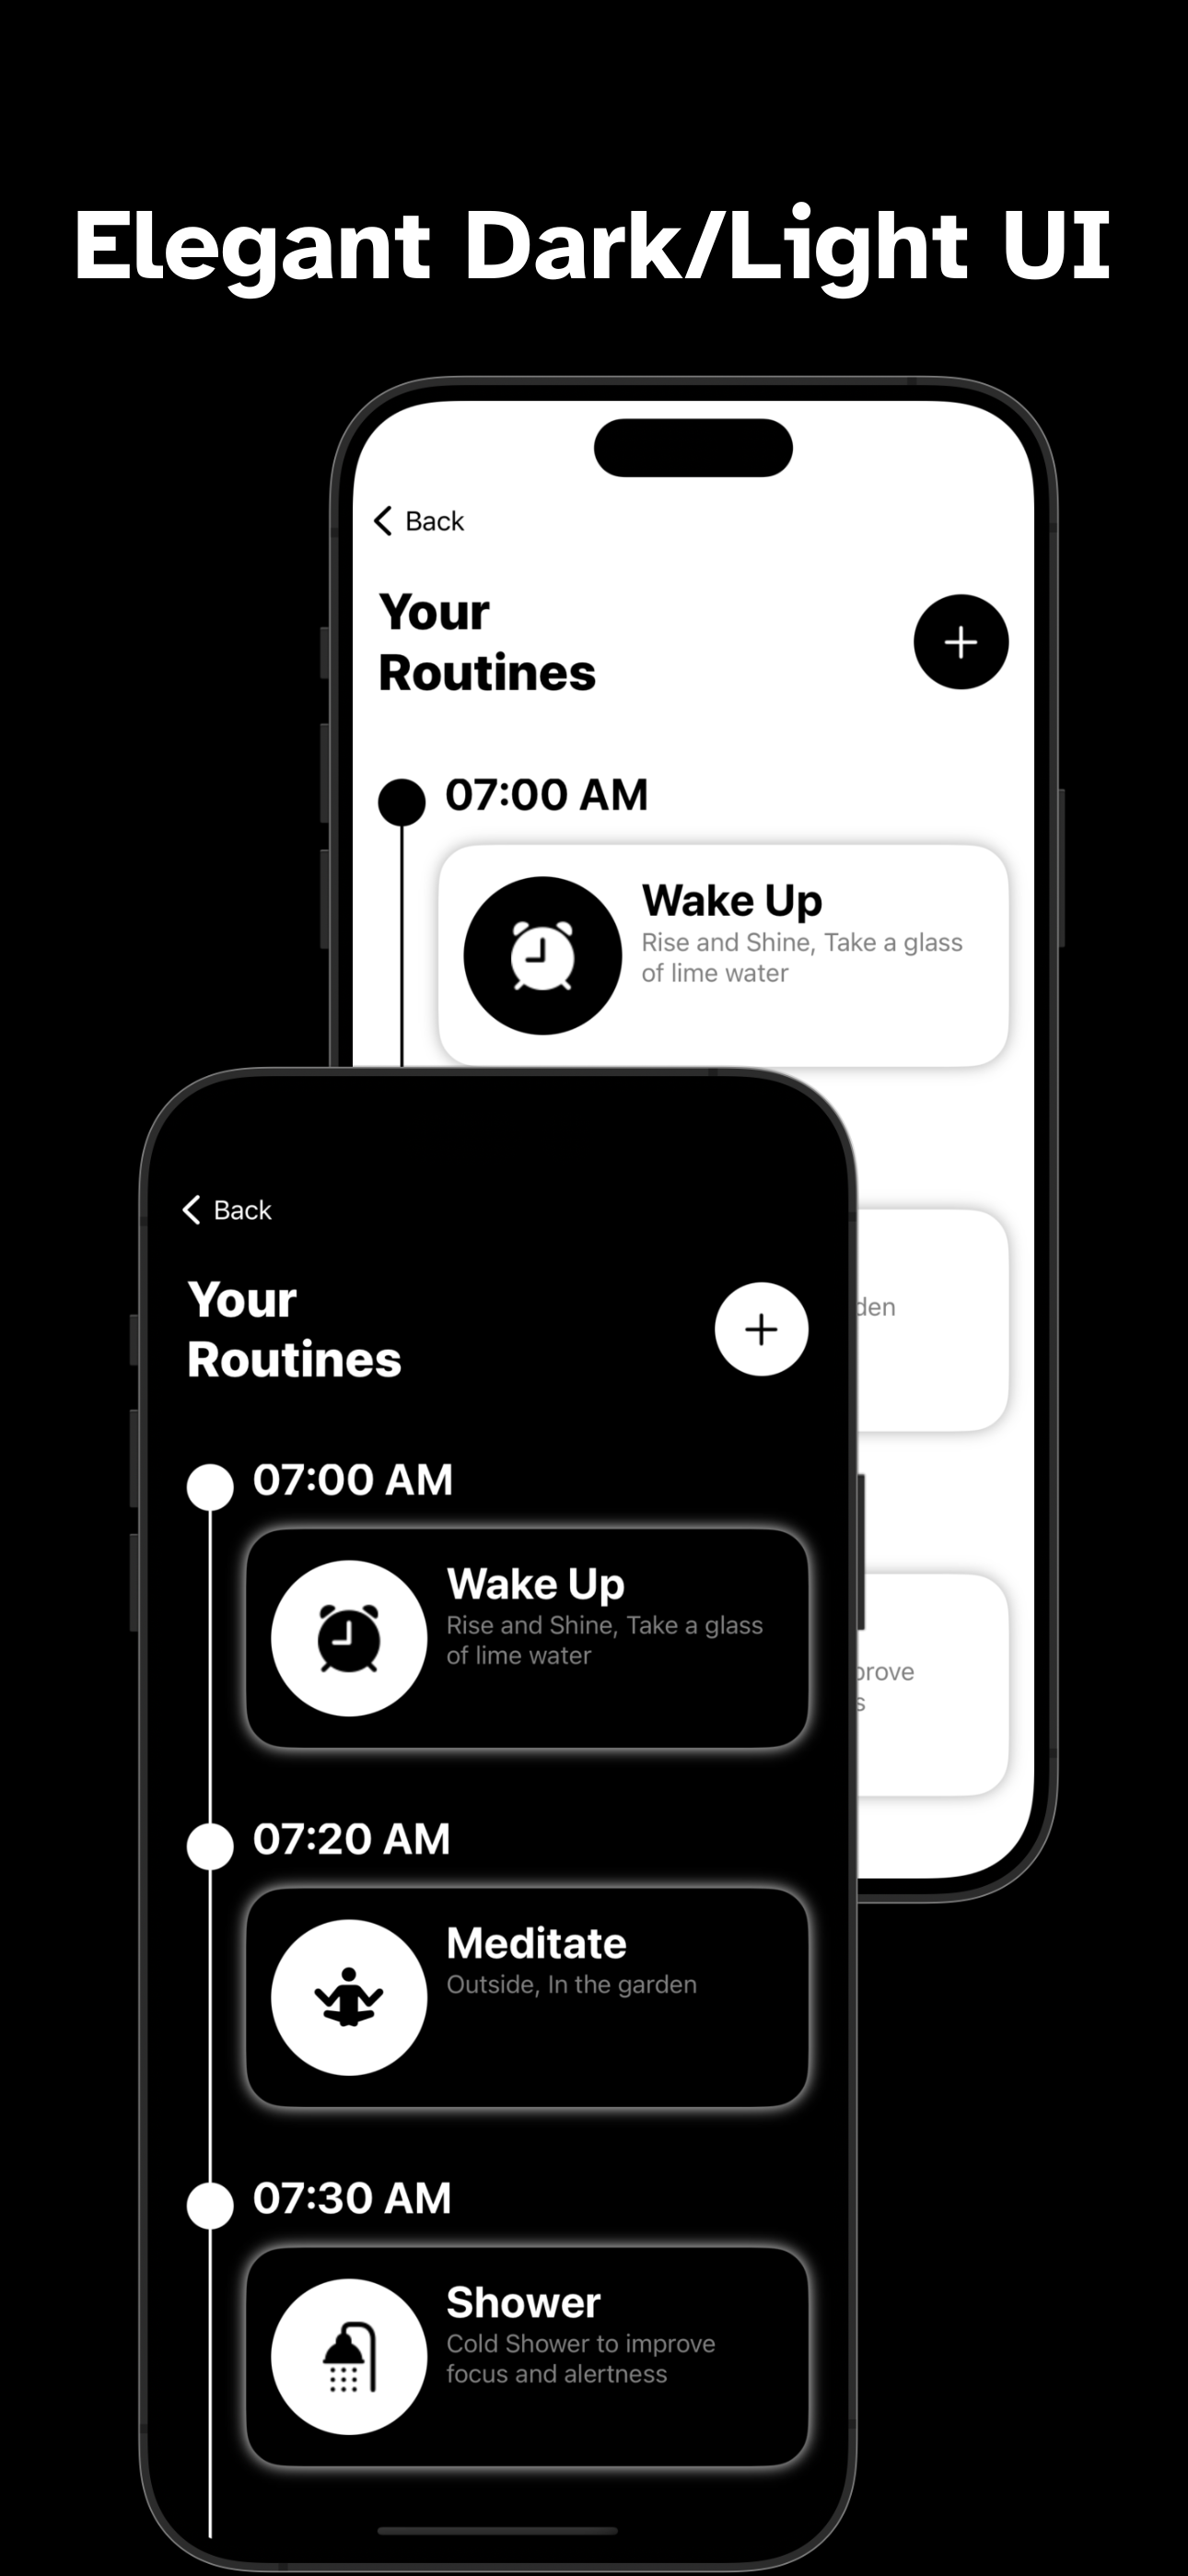 Elegant Dark/Light UI
Back
Your
Routines
07:00 AM
Wake Up
Rise and Shine, Take a glass
of lime water
Back
Your
Routines
07:00 AM
Wake Up
Rise and Shine, Take a glass
of lime water
07:20 AM
Meditate
Outside, In the garden
07:30 AM
Shower
Cold Shower to improve
focus and alertness